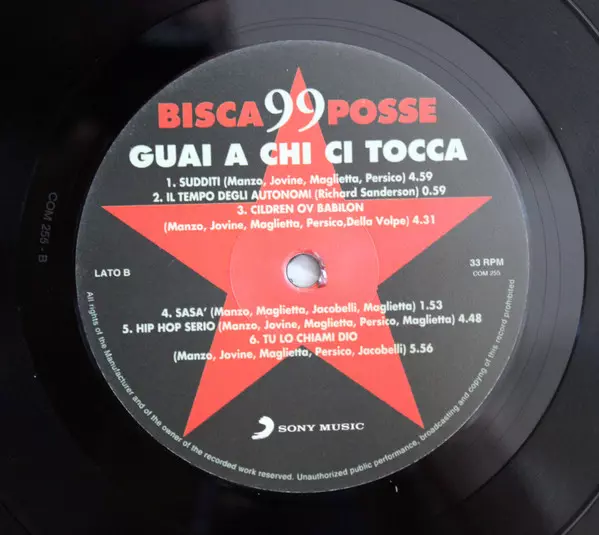 BISCA 99 POSSE
GUAI A CHI CI TOCCA
1. SUDDITI (Manzo, Jovine, Maglietta, Persico) 4.59
2. IL TEMPO DEGLI AUTONOMI (Richard Sanderson) 0.59
3. CILDREN OV BABILON
(Manzo, Jovine, Maglietta, Persico,Della Volpe) 4.31
LATO B
33 RPM
COM 255
4. SASA' (Manzo, Maglietta, Jacobelli, Maglietta) 1.53
5. HIP HOP SERIO (Manzo, Jovine, Maglietta, Persico, Maglietta) 4.48
6. TU LO CHIAMI DIO
(Manzo, Jovine, Maglietta, Persico, Jacobelli) 5.56
SONY MUSIC
All rights of the Manufacturer and of the owner of the recorded work reserved. Unauthorized public performance, broadcasting and copying of this record prohibited
COM 255 - B